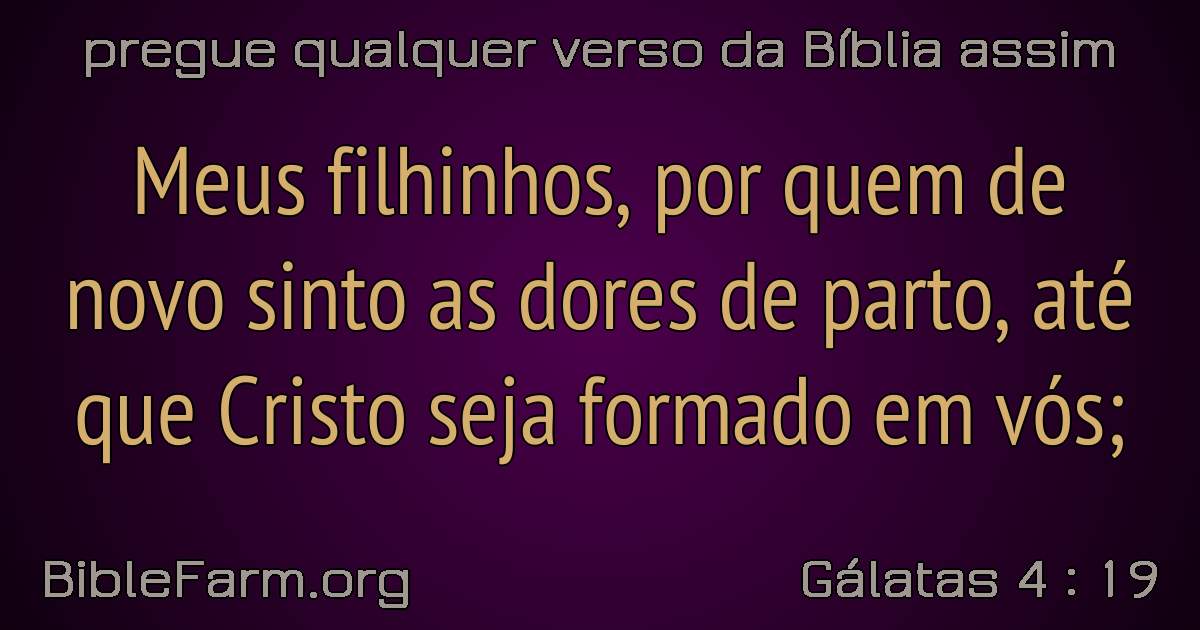 pregue qualquer verso da Bíblia assim
Meus filhinhos, por quem de
novo sinto as dores de parto, até
que Cristo seja formado em vós;
BibleFarm.org
Gálatas 4 : 19